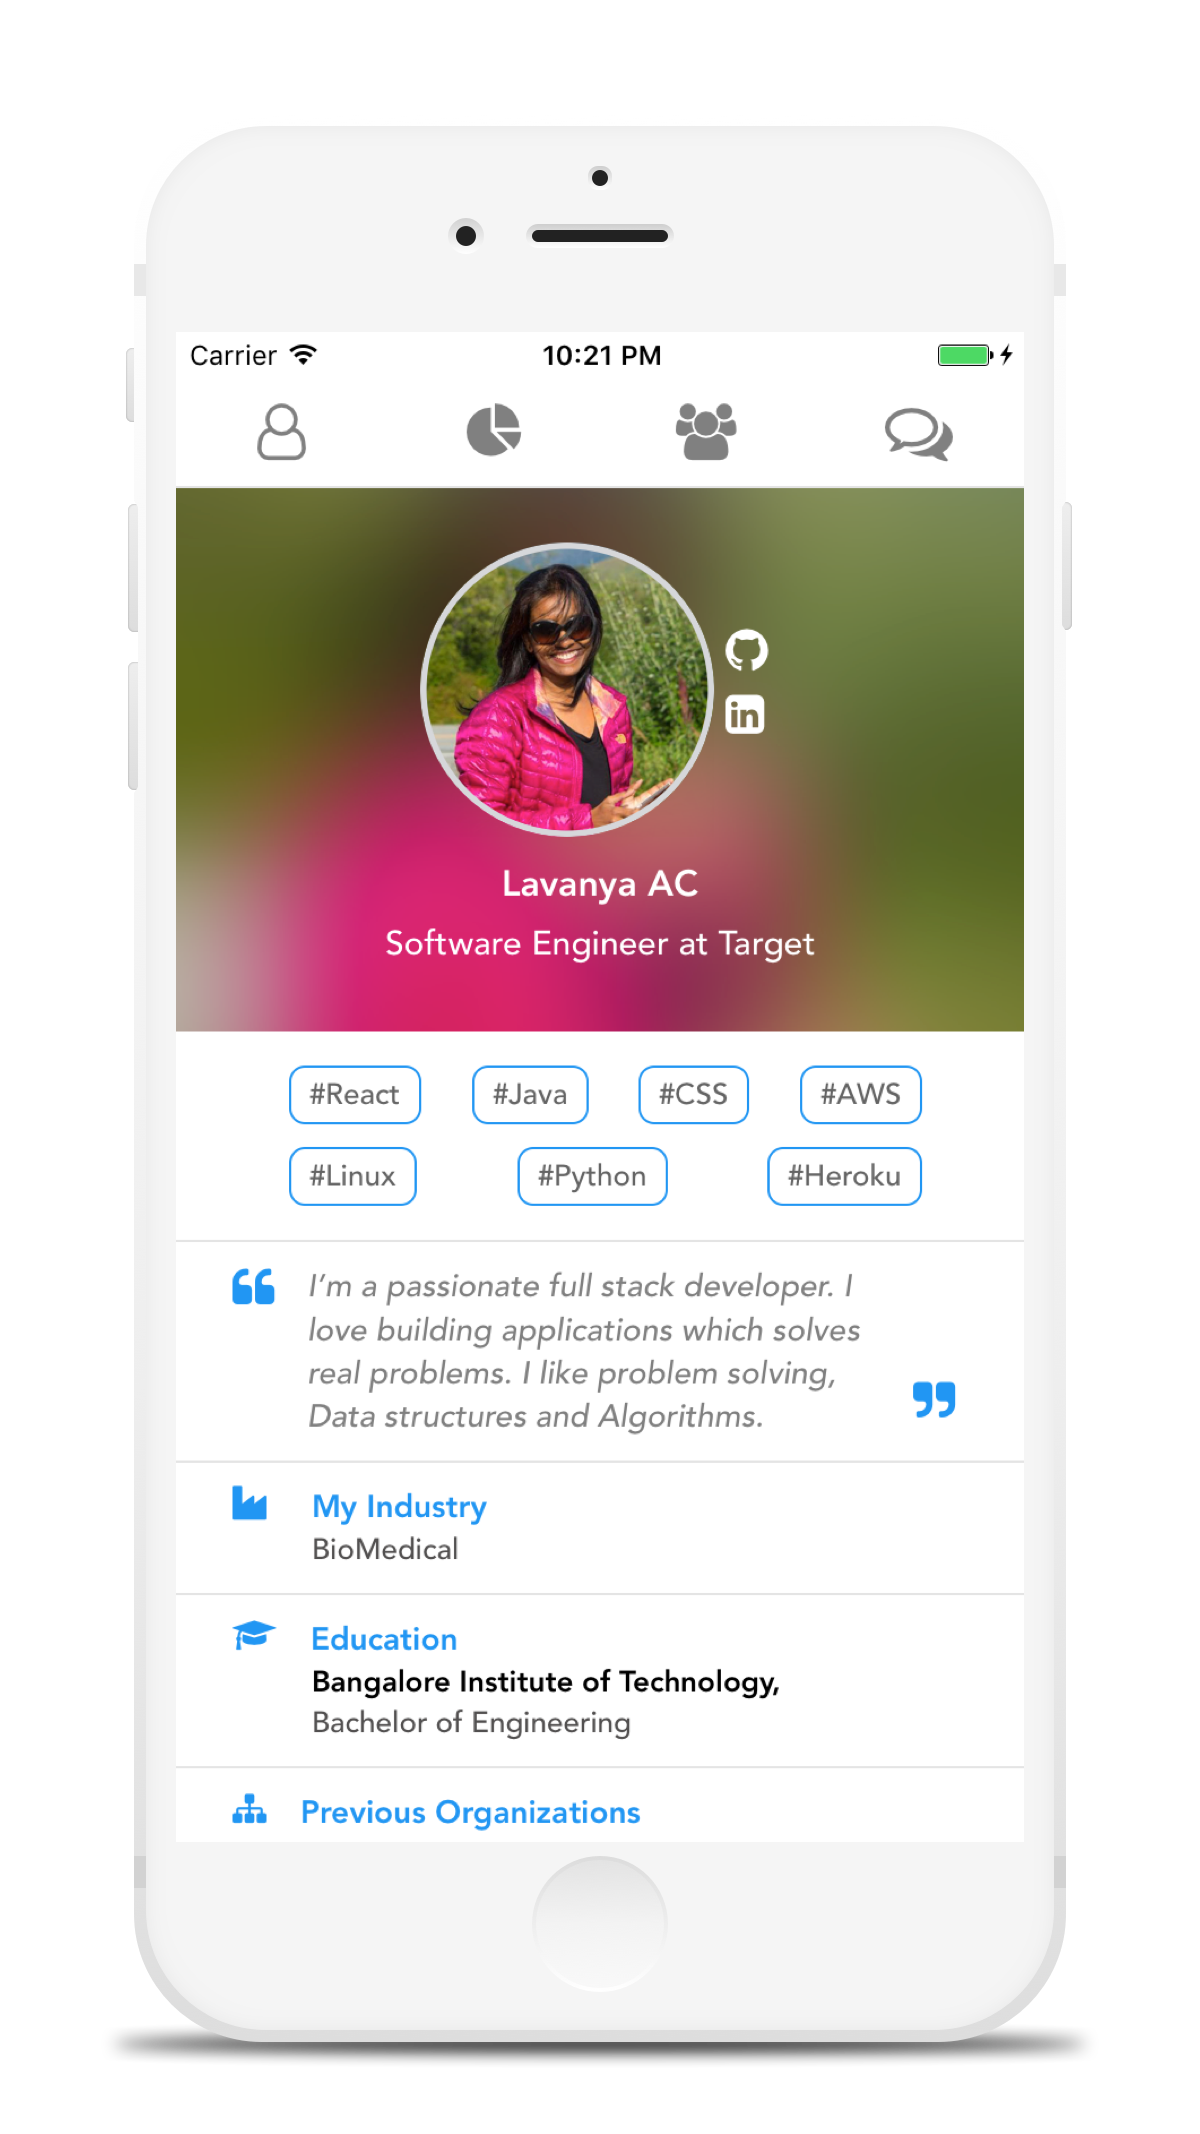 Carrier 10:21 PM
Lavanya AC
Software Engineer at Target
#React #Java #CSS #AWS
#Linux #Python #Heroku
I’m a passionate full stack developer. I
love building applications which solves
real problems. I like problem solving,
Data structures and Algorithms.
My Industry
BioMedical
Education
Bangalore Institute of Technology,
Bachelor of Engineering
Previous Organizations